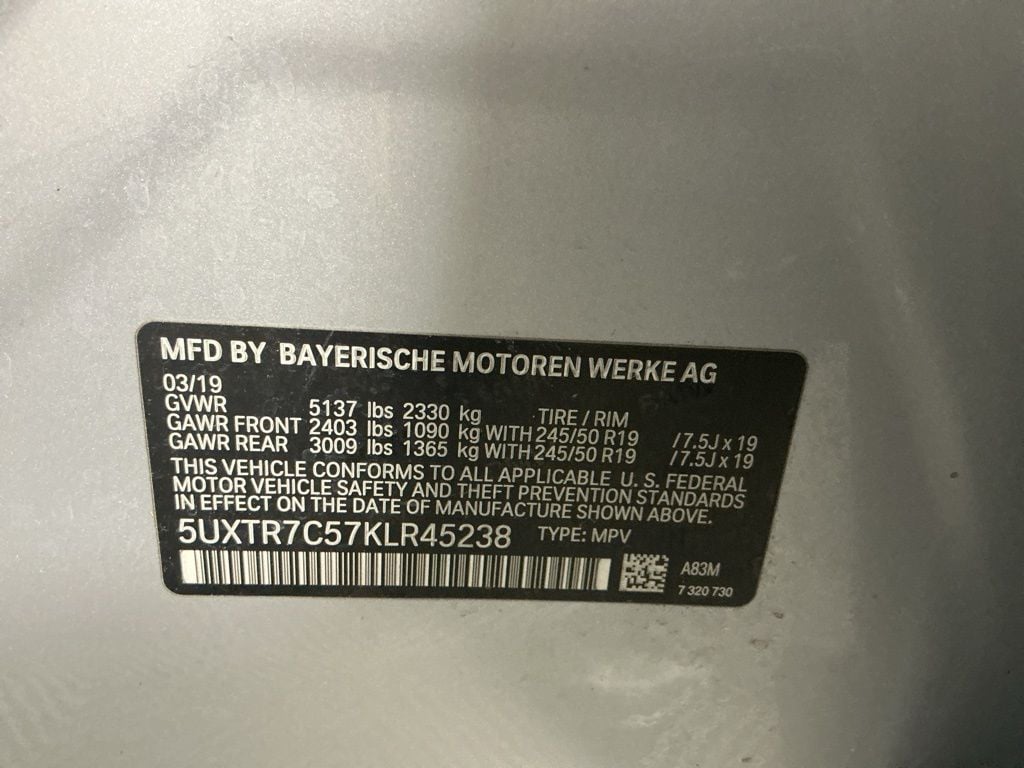 MFD BY BAYERISCHE MOTOREN WERKE AG
03/19
GVWR 5137 lbs 2330 kg TIRE / RIM
GAWR FRONT 2403 lbs 1090 kg WITH 245/50 R19 / 7.5J x 19
GAWR REAR 3009 lbs 1365 kg WITH 245/50 R19 / 7.5J x 19
THIS VEHICLE CONFORMS TO ALL APPLICABLE U. S. FEDERAL
MOTOR VEHICLE SAFETY AND THEFT PREVENTION STANDARDS
IN EFFECT ON THE DATE OF MANUFACTURE SHOWN ABOVE.
5UXTR7C57KLR45238 TYPE: MPV
A83M
7 320 730